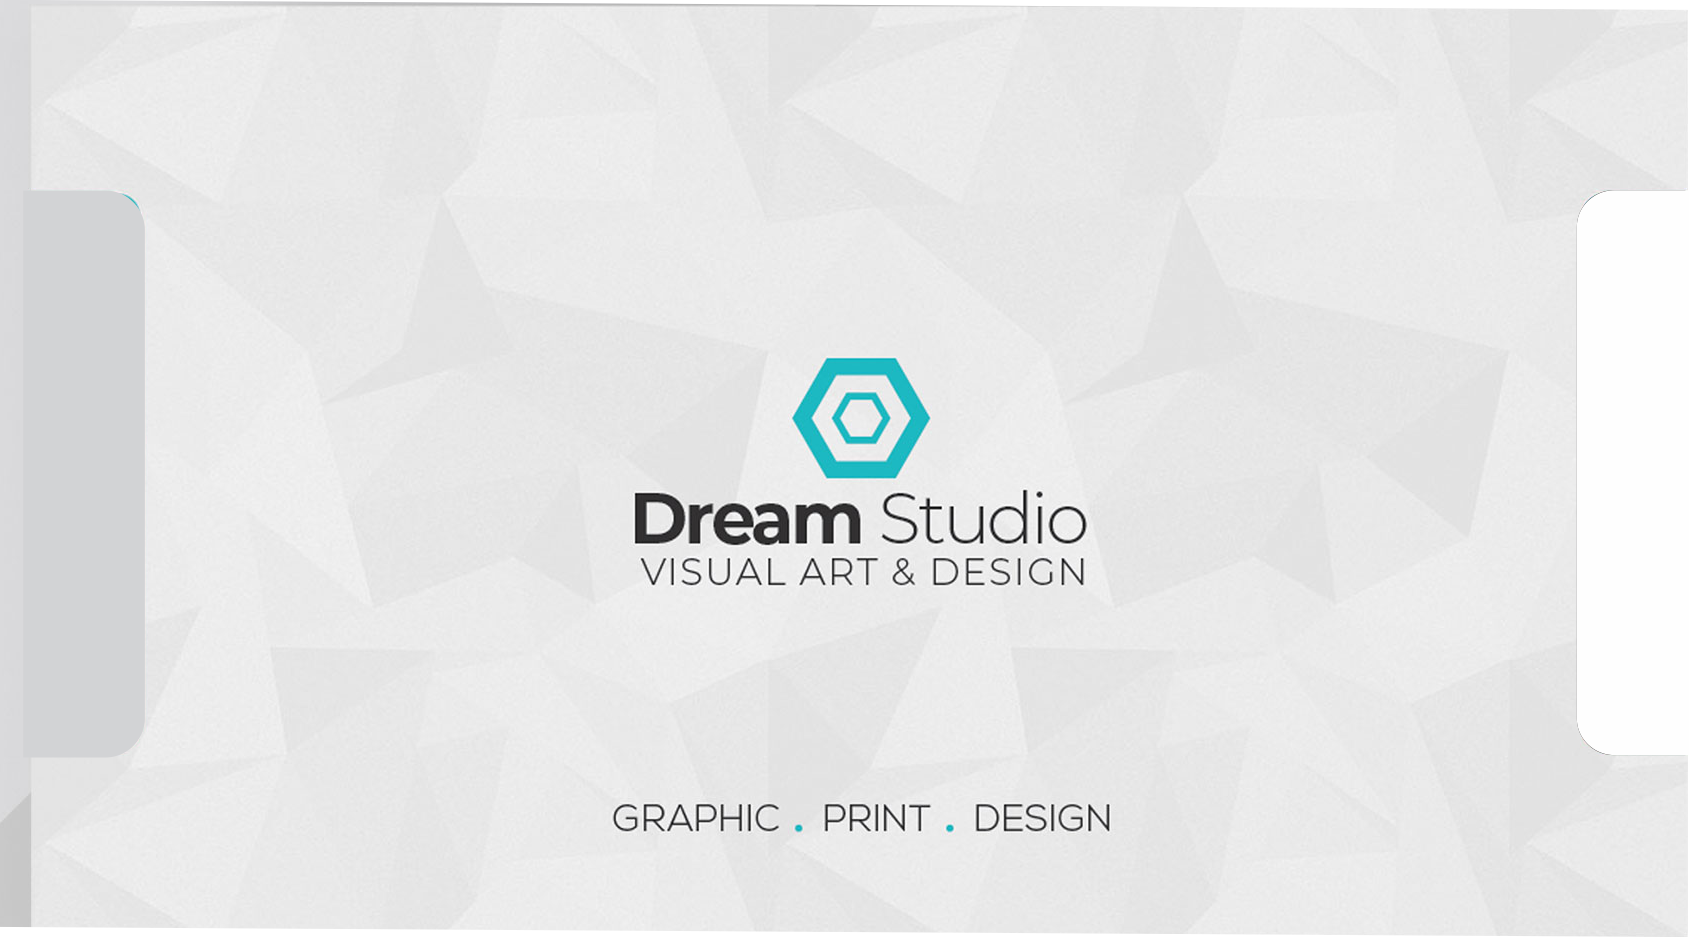 Dream Studio
VISUAL ART & DESIGN
GRAPHIC . PRINT . DESIGN